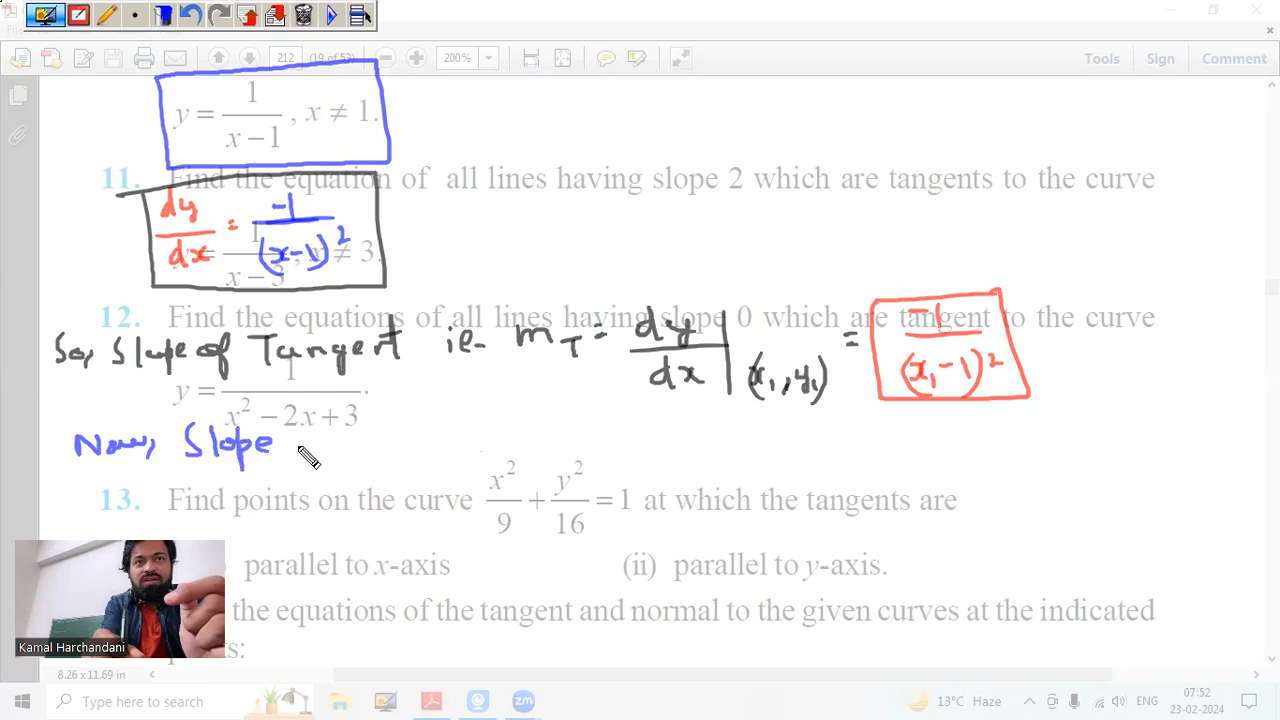 212 (19 of 53) 200% Tools Sign Comment
y = 1/(x − 1), x ≠ 1.
11. Find the equation of all lines having slope 2 which are tangents to the curve
dy/dx = -1/(x-1)²
y = 1/(x − 3), x ≠ 3.
12. Find the equations of all lines having slope 0 which are tangent to the curve
So, Slope of Tangent ie. m_T = dy/dx |(x₁, y₁) = -1/(x₁-1)²
y = 1/(x² − 2x + 3).
Now, Slope
13. Find points on the curve x²/9 + y²/16 = 1 at which the tangents are
parallel to x-axis (ii) parallel to y-axis.
the equations of the tangent and normal to the given curves at the indicated
ts:
Kamal Harchandani
8.26 x 11.69 in
Type here to search 13°C Haze ENG 07:52
23-02-2024